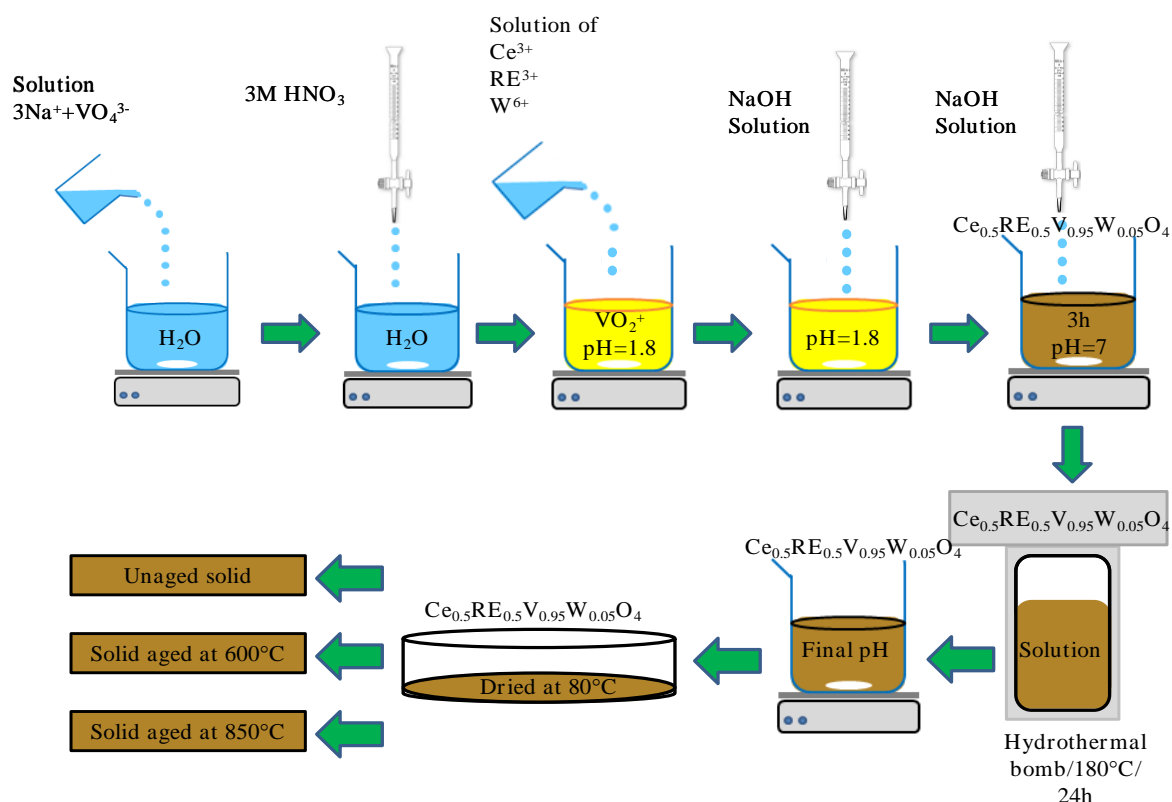 Solution
3Na⁺+VO₄³⁻
3M HNO₃
Solution of
Ce³⁺
RE³⁺
W⁶⁺
NaOH
Solution
NaOH
Solution
H₂O
H₂O
VO₂⁺
pH=1.8
pH=1.8
Ce₀.₅RE₀.₅V₀.₉₅W₀.₀₅O₄
3h
pH=7
Ce₀.₅RE₀.₅V₀.₉₅W₀.₀₅O₄
Solution
Hydrothermal
bomb/180°C/
24h
Ce₀.₅RE₀.₅V₀.₉₅W₀.₀₅O₄
Final pH
Ce₀.₅RE₀.₅V₀.₉₅W₀.₀₅O₄
Dried at 80°C
Unaged solid
Solid aged at 600°C
Solid aged at 850°C